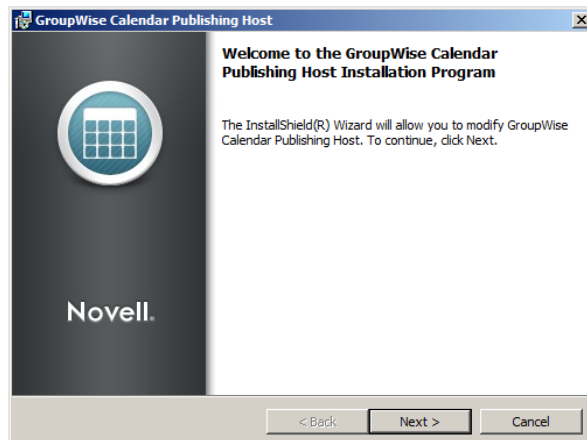 GroupWise Calendar Publishing Host
Welcome to the GroupWise Calendar
Publishing Host Installation Program
The InstallShield(R) Wizard will allow you to modify GroupWise
Calendar Publishing Host. To continue, click Next.
Novell.
< Back
Next >
Cancel